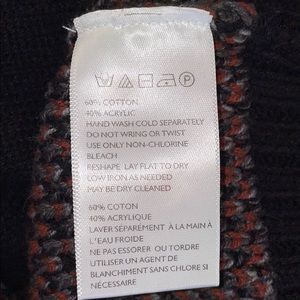 60% COTTON
40% ACRYLIC
HAND WASH COLD SEPARATELY
DO NOT WRING OR TWIST
USE ONLY NON-CHLORINE
BLEACH
RESHAPE, LAY FLAT TO DRY
LOW IRON AS NEEDED
MAY BE DRY CLEANED
60% COTON
40% ACRYLIQUE
LAVER SÉPARÉMENT À LA MAIN À
L'EAU FROIDE
NE PAS ESSORER OU TORDRE
UTILISER UN AGENT DE
BLANCHIMENT SANS CHLORE SI
NÉCESSAIRE